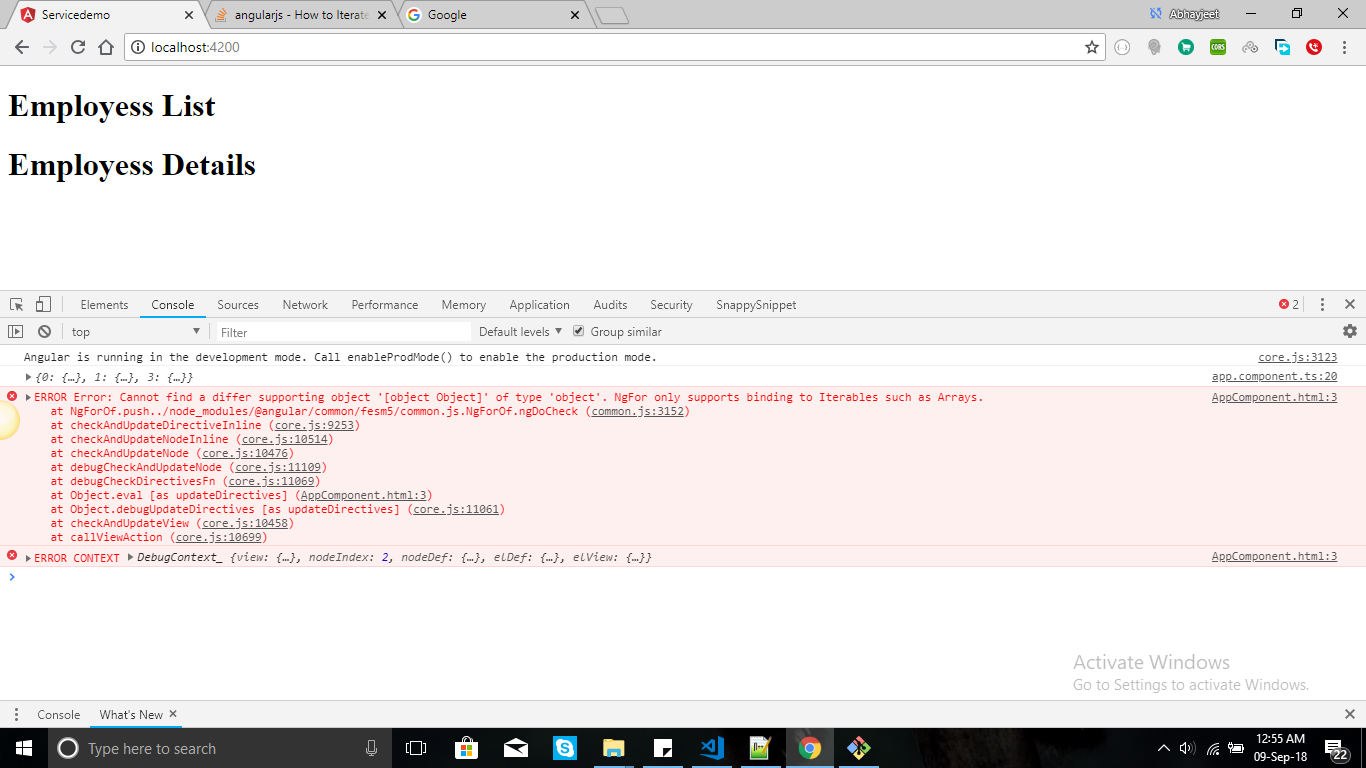 Servicedemo
angularjs - How to Iterate
Google
Abhayjeet
localhost:4200
CORS
Employess List
Employess Details
Elements Console Sources Network Performance Memory Application Audits Security SnappySnippet 2
top Filter Default levels Group similar
Angular is running in the development mode. Call enableProdMode() to enable the production mode. core.js:3123
{0: {…}, 1: {…}, 3: {…}} app.component.ts:20
ERROR Error: Cannot find a differ supporting object '[object Object]' of type 'object'. NgFor only supports binding to Iterables such as Arrays. AppComponent.html:3
at NgForOf.push../node_modules/@angular/common/fesm5/common.js.NgForOf.ngDoCheck (common.js:3152)
at checkAndUpdateDirectiveInline (core.js:9253)
at checkAndUpdateNodeInline (core.js:10514)
at checkAndUpdateNode (core.js:10476)
at debugCheckAndUpdateNode (core.js:11109)
at debugCheckDirectivesFn (core.js:11069)
at Object.eval [as updateDirectives] (AppComponent.html:3)
at Object.debugUpdateDirectives [as updateDirectives] (core.js:11061)
at checkAndUpdateView (core.js:10458)
at callViewAction (core.js:10699)
ERROR CONTEXT DebugContext_ {view: {…}, nodeIndex: 2, nodeDef: {…}, elDef: {…}, elView: {…}} AppComponent.html:3
Activate Windows
Go to Settings to activate Windows.
Console What's New
Type here to search
12:55 AM
09-Sep-18
22